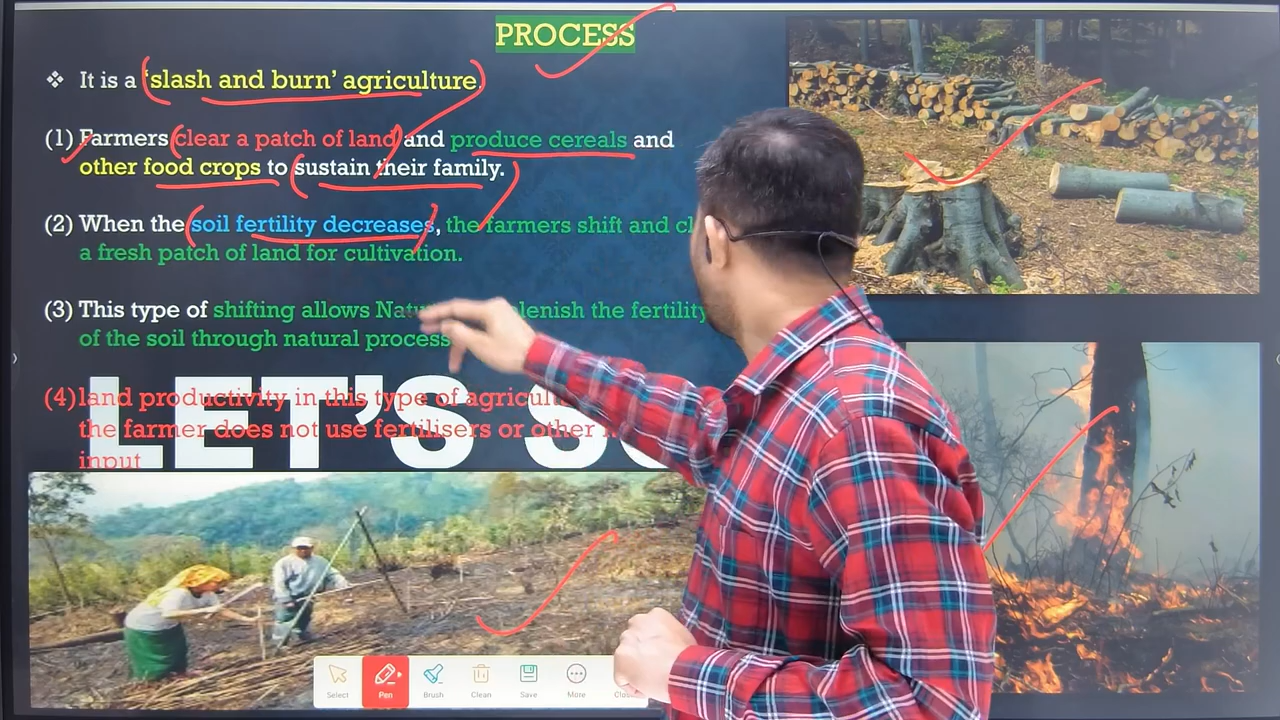 PROCESS
❖ It is a ‘slash and burn’ agriculture.
(1) Farmers clear a patch of land and produce cereals and
other food crops to sustain their family.
(2) When the soil fertility decreases, the farmers shift and
a fresh patch of land for cultivation.
(3) This type of shifting allows replenish the fertility
of the soil through natural process
(4) land productivity in this type of
the farmer does not use fertilisers or other
input
LET’S
Select
Pen
Brush
Clean
Save
More